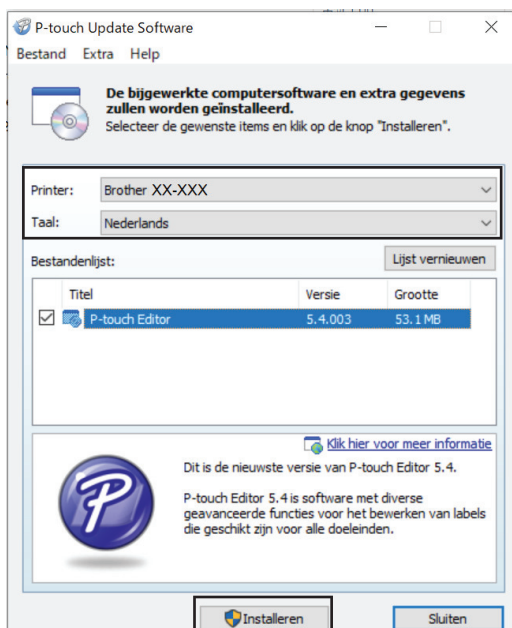 P-touch Update Software
Bestand Extra Help
De bijgewerkte computersoftware en extra gegevens
zullen worden geïnstalleerd.
Selecteer de gewenste items en klik op de knop "Installeren".
Printer: Brother XX-XXX
Taal: Nederlands
Bestandenlijst: Lijst vernieuwen
Titel Versie Grootte
P-touch Editor 5.4.003 53.1 MB
Klik hier voor meer informatie
Dit is de nieuwste versie van P-touch Editor 5.4.
P-touch Editor 5.4 is software met diverse
geavanceerde functies voor het bewerken van labels
die geschikt zijn voor alle doeleinden.
Installeren Sluiten